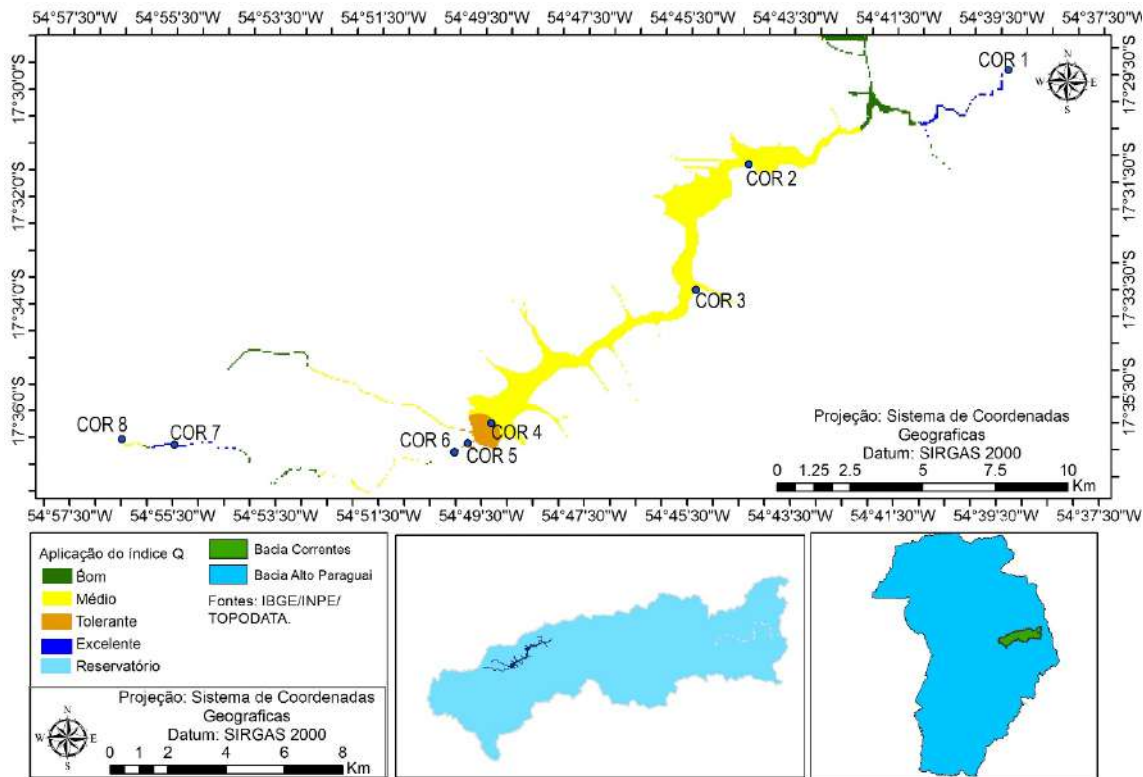 54°57'30"W 54°55'30"W 54°53'30"W 54°51'30"W 54°49'30"W 54°47'30"W 54°45'30"W 54°43'30"W 54°41'30"W 54°39'30"W 54°37'30"W
17°30'0"S
17°32'0"S
17°34'0"S
17°36'0"S
COR 1
COR 2
COR 3
COR 4
COR 5
COR 6
COR 7
COR 8
N
W E
S
17°29'30"S
17°31'30"S
17°33'30"S
17°35'30"S
Projeção: Sistema de Coordenadas
Geograficas
Datum: SIRGAS 2000
0 1.25 2.5 5 7.5 10
Km
54°57'30"W 54°55'30"W 54°53'30"W 54°51'30"W 54°49'30"W 54°47'30"W 54°45'30"W 54°43'30"W 54°41'30"W 54°39'30"W 54°37'30"W
Aplicação do índice Q
Bom
Médio
Tolerante
Excelente
Reservatório
Bacia Correntes
Bacia Alto Paraguai
Fontes: IBGE/INPE/
TOPODATA.
N
W E
S
Projeção: Sistema de Coordenadas
Geograficas
Datum: SIRGAS 2000
0 1 2 4 6 8
Km